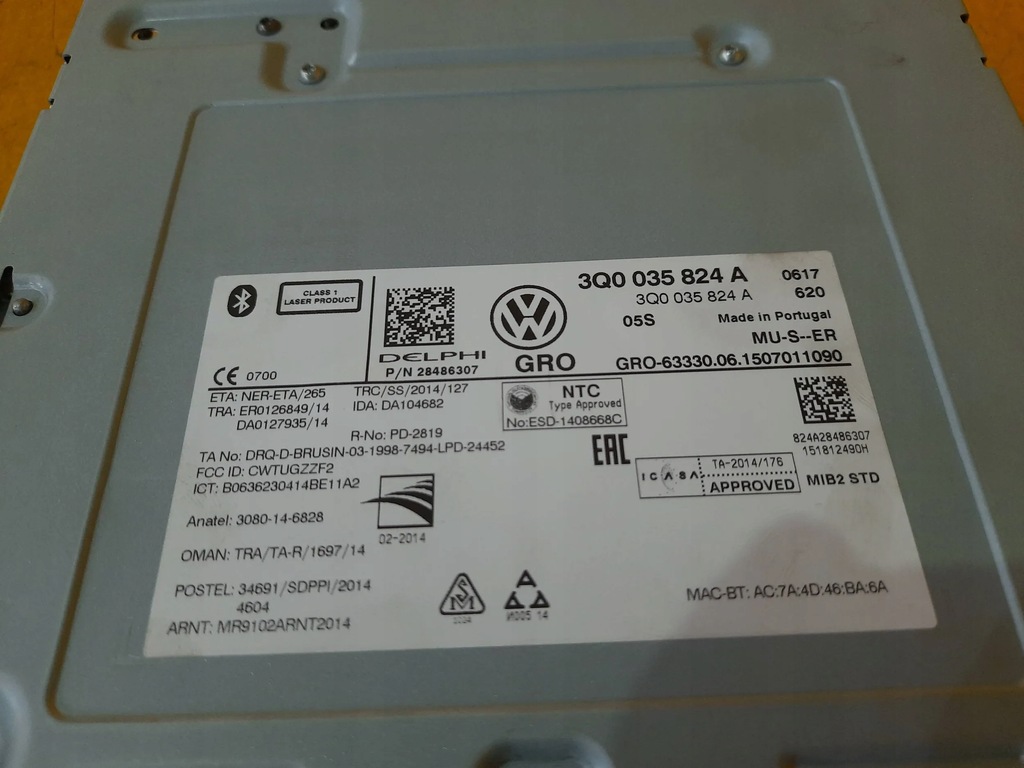 CLASS 1
LASER PRODUCT
CE 0700
DELPHI
P/N 28486307
GRO
3Q0 035 824 A 0617
3Q0 035 824 A 620
05S Made in Portugal
MU-S--ER
GRO-63330.06.1507011090
ETA: NER-ETA/265 TRC/SS/2014/127
TRA: ER0126849/14 IDA: DA104682
DA0127935/14
R-No: PD-2819
TA No: DRQ-D-BRUSIN-03-1998-7494-LPD-24452
FCC ID: CWTUGZZF2
ICT: B0636230414BE11A2
NTC
Type Approved
No:ESD-1408668C
EAC
824A28486307
151812490H
ICASA TA-2014/176
APPROVED
MIB2 STD
Anatel: 3080-14-6828
02-2014
OMAN: TRA/TA-R/1697/14
POSTEL: 34691/SDPPI/2014
4604
ARNT: MR9102ARNT2014
И005 14
MAC-BT: AC:7A:4D:46:BA:6A